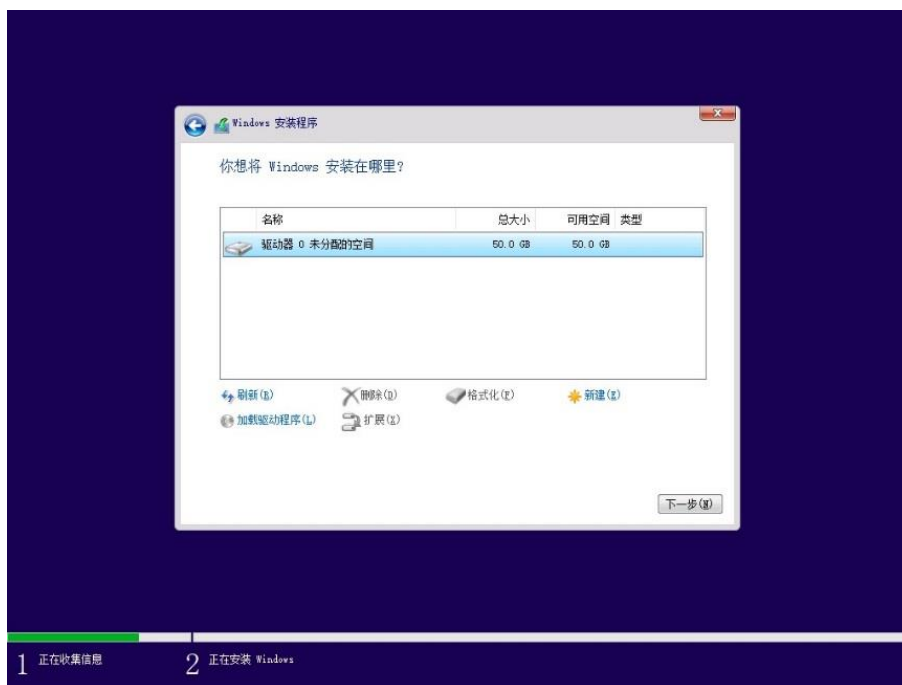 Windows 安装程序
你想将 Windows 安装在哪里?
名称 总大小 可用空间 类型
驱动器 0 未分配的空间 50.0 GB 50.0 GB
刷新(R) 删除(D) 格式化(F) 新建(E)
加载驱动程序(L) 扩展(X)
下一步(N)
1 正在收集信息 2 正在安装 Windows